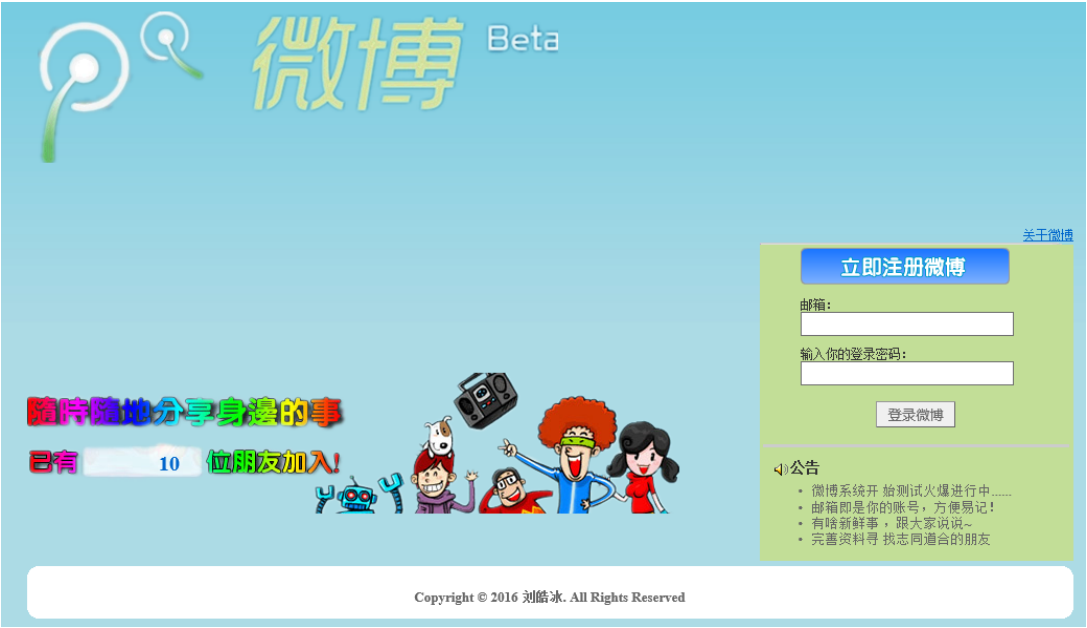 微博 Beta
关于微博
立即注册微博
邮箱:
输入你的登录密码:
登录微博
隨時隨地分享身邊的事
已有 10 位朋友加入!
公告
• 微博系统开 始测试火爆进行中......
• 邮箱即是你的账号，方便易记!
• 有啥新鲜事 ，跟大家说说~
• 完善资料寻 找志同道合的朋友
Copyright © 2016 刘皓冰. All Rights Reserved